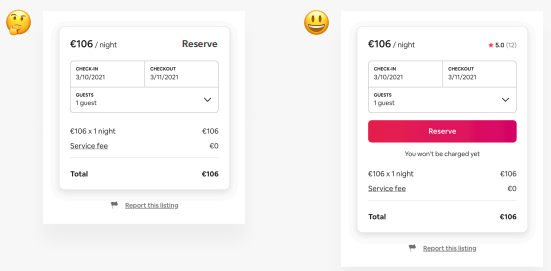 €106 / night Reserve
CHECK-IN CHECKOUT
3/10/2021 3/11/2021
GUESTS
1 guest
€106 x 1 night €106
Service fee €0
Total €106
Report this listing
€106 / night ★ 5.0 (12)
CHECK-IN CHECKOUT
3/10/2021 3/11/2021
GUESTS
1 guest
Reserve
You won't be charged yet
€106 x 1 night €106
Service fee €0
Total €106
Report this listing